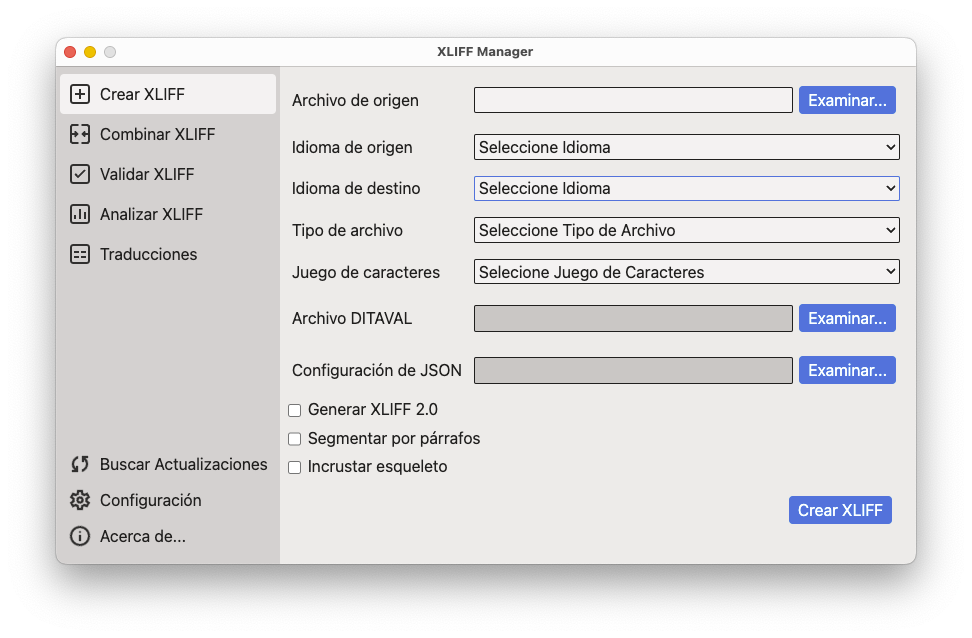 XLIFF Manager
Crear XLIFF
Combinar XLIFF
Validar XLIFF
Analizar XLIFF
Traducciones
Buscar Actualizaciones
Configuración
Acerca de...
Archivo de origen
Examinar...
Idioma de origen
Seleccione Idioma
Idioma de destino
Seleccione Idioma
Tipo de archivo
Seleccione Tipo de Archivo
Juego de caracteres
Selecione Juego de Caracteres
Archivo DITAVAL
Examinar...
Configuración de JSON
Examinar...
Generar XLIFF 2.0
Segmentar por párrafos
Incrustar esqueleto
Crear XLIFF